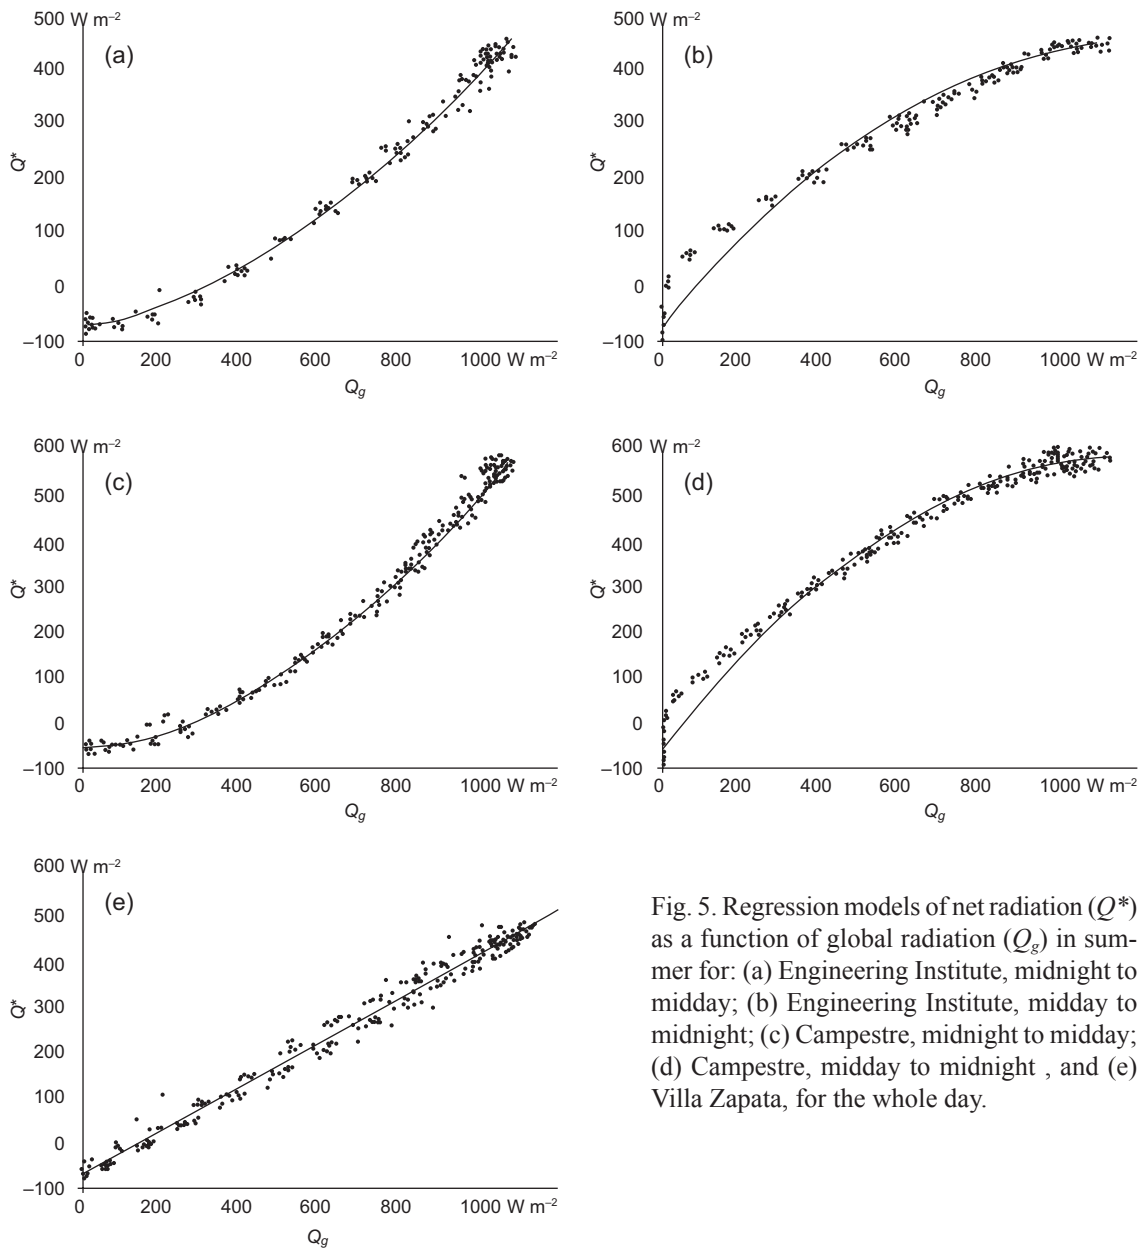 500 W m–2
(a)
400
300
200
100
0
–100
Q*
0 200 400 600 800 1000 W m–2
Qg
500
(b)
400
300
200
100
0
–100
Q*
0 200 400 600 800 1000 W m–2
Qg
600 W m–2
(c)
500
400
300
200
100
0
–100
Q*
0 200 400 600 800 1000 W m–2
Qg
600 W m–2
(d)
500
400
300
200
100
0
–100
Q*
0 200 400 600 800 1000 W m–2
Qg
600 W m–2
(e)
500
400
300
200
100
0
–100
Q*
0 200 400 600 800 1000 W m–2
Qg
Fig. 5. Regression models of net radiation (Q*)
as a function of global radiation (Qg) in sum-
mer for: (a) Engineering Institute, midnight to
midday; (b) Engineering Institute, midday to
midnight; (c) Campestre, midnight to midday;
(d) Campestre, midday to midnight , and (e)
Villa Zapata, for the whole day.